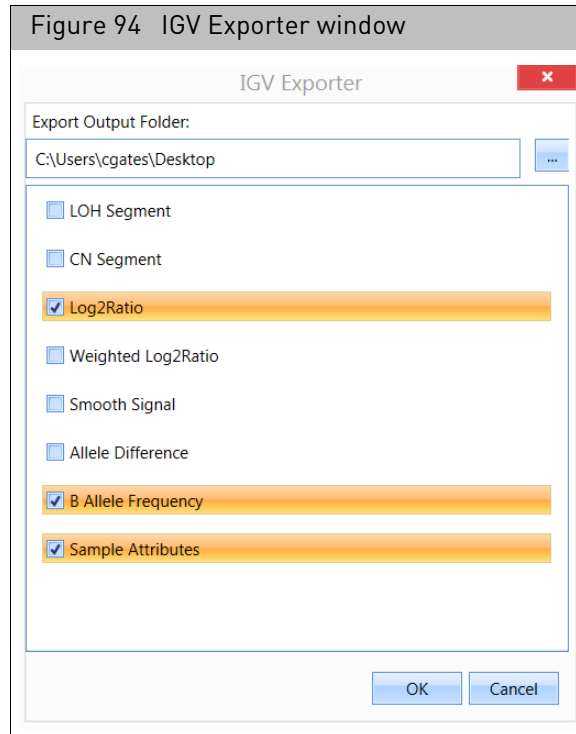 Figure 94 IGV Exporter window
IGV Exporter
Export Output Folder:
C:\Users\cgates\Desktop
...
LOH Segment
CN Segment
Log2Ratio
Weighted Log2Ratio
Smooth Signal
Allele Difference
B Allele Frequency
Sample Attributes
OK Cancel